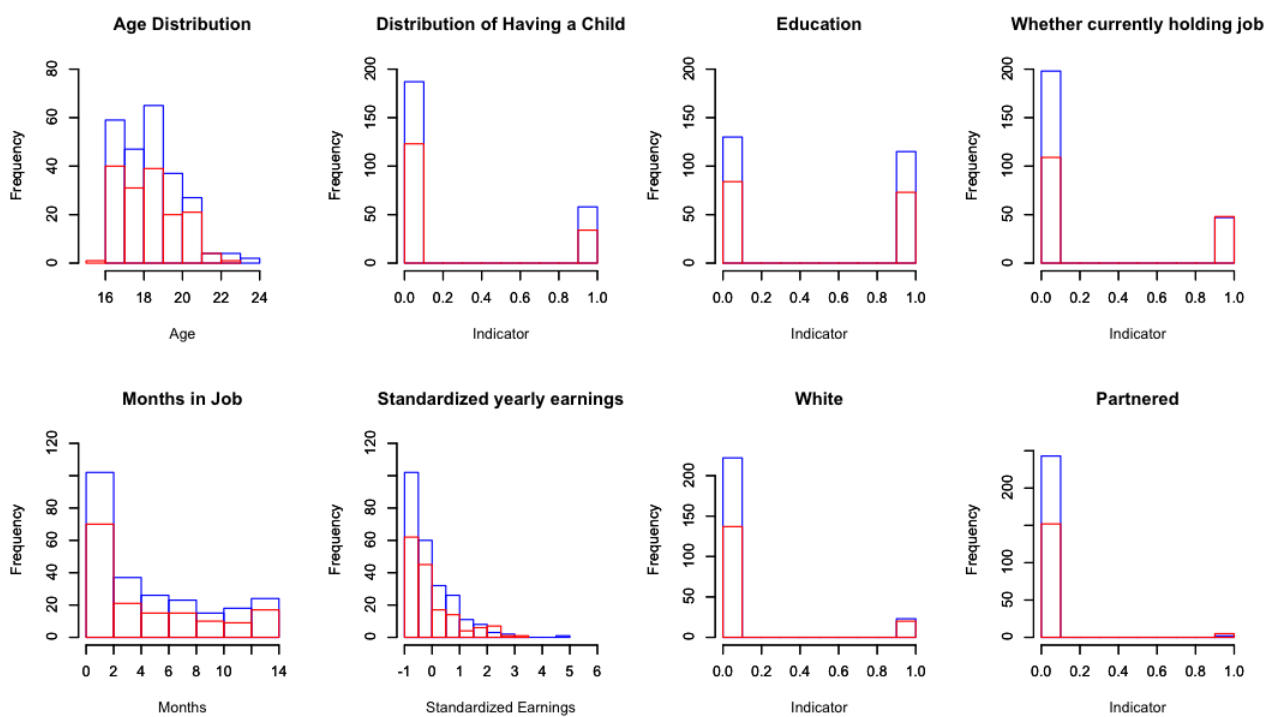 Age Distribution
Frequency
80
60
40
20
0
16 18 20 22 24
Age
Distribution of Having a Child
Frequency
200
150
100
50
0
0.0 0.2 0.4 0.6 0.8 1.0
Indicator
Education
Frequency
200
150
100
50
0
0.0 0.2 0.4 0.6 0.8 1.0
Indicator
Whether currently holding job
Frequency
200
150
100
50
0
0.0 0.2 0.4 0.6 0.8 1.0
Indicator
Months in Job
Frequency
120
80
60
40
20
0
0 2 4 6 8 10 14
Months
Standardized yearly earnings
Frequency
120
80
60
40
20
0
-1 0 1 2 3 4 5 6
Standardized Earnings
White
Frequency
200
150
100
50
0
0.0 0.2 0.4 0.6 0.8 1.0
Indicator
Partnered
Frequency
200
100
50
0
0.0 0.2 0.4 0.6 0.8 1.0
Indicator